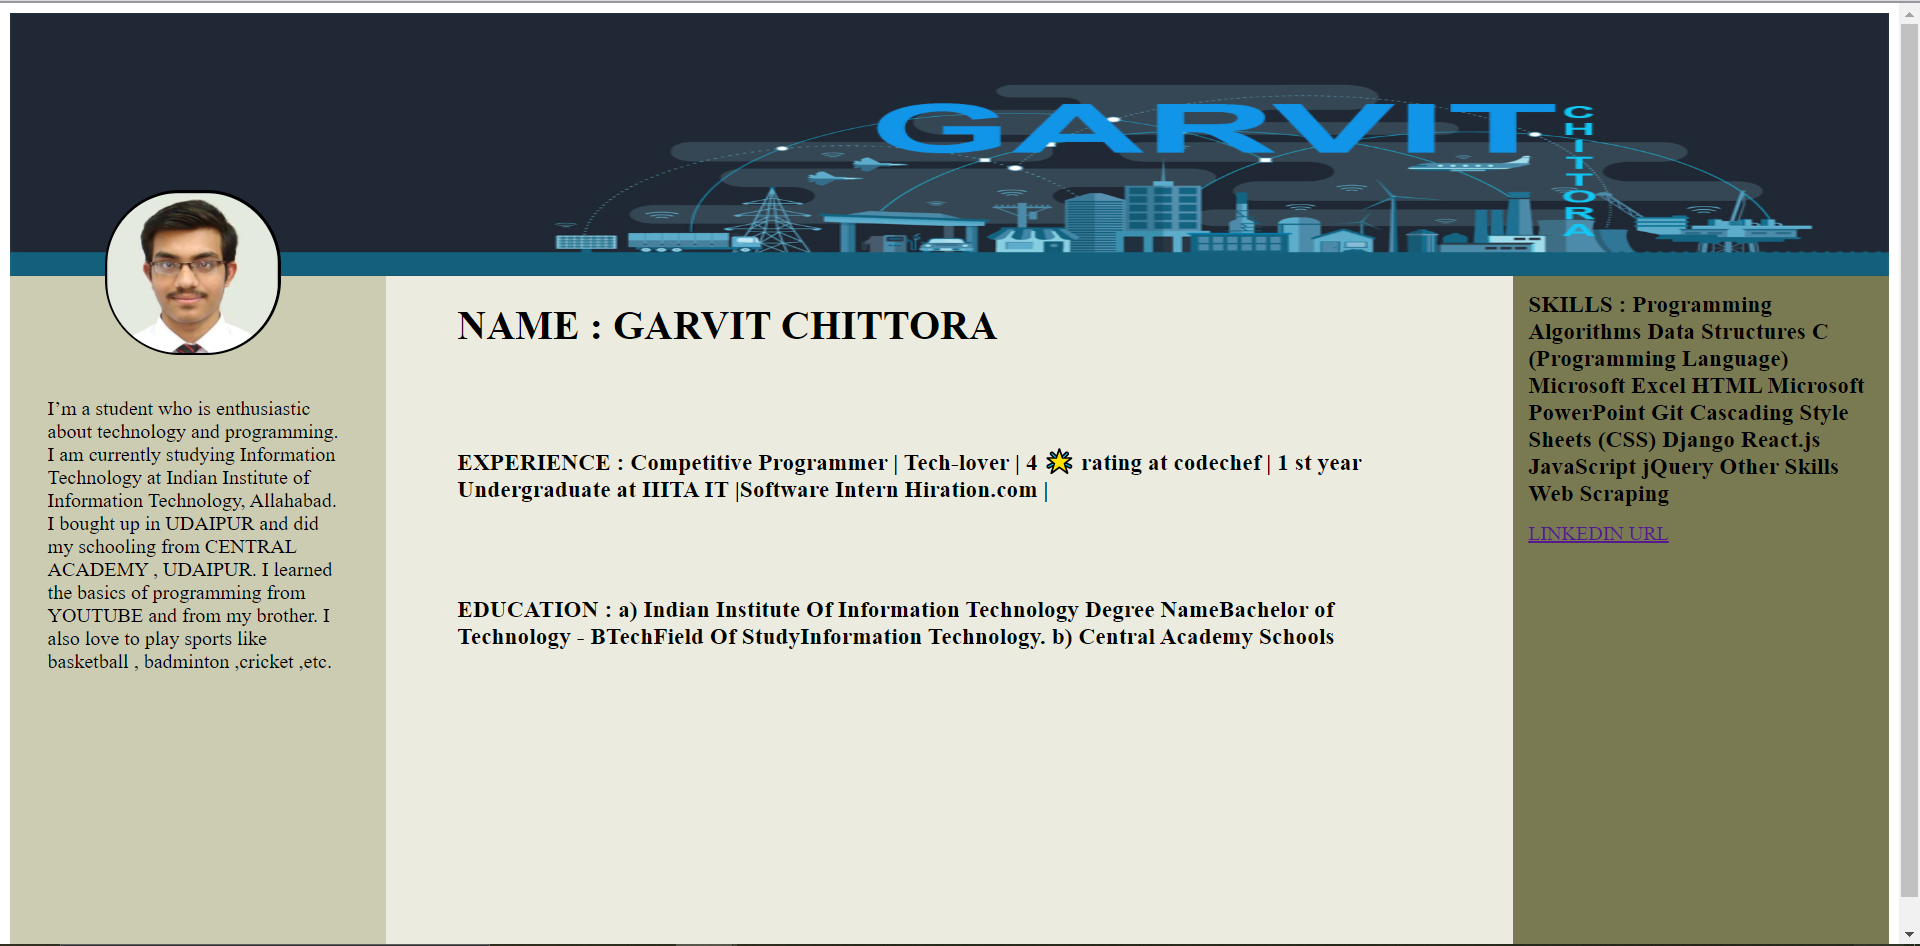 GARVIT
CHITTORA
I’m a student who is enthusiastic
about technology and programming.
I am currently studying Information
Technology at Indian Institute of
Information Technology, Allahabad.
I bought up in UDAIPUR and did
my schooling from CENTRAL
ACADEMY , UDAIPUR. I learned
the basics of programming from
YOUTUBE and from my brother. I
also love to play sports like
basketball , badminton ,cricket ,etc.
NAME : GARVIT CHITTORA
EXPERIENCE : Competitive Programmer | Tech-lover | 4 🌟 rating at codechef | 1 st year
Undergraduate at IIITA IT |Software Intern Hiration.com |
EDUCATION : a) Indian Institute Of Information Technology Degree NameBachelor of
Technology - BTechField Of StudyInformation Technology. b) Central Academy Schools
SKILLS : Programming
Algorithms Data Structures C
(Programming Language)
Microsoft Excel HTML Microsoft
PowerPoint Git Cascading Style
Sheets (CSS) Django React.js
JavaScript jQuery Other Skills
Web Scraping
LINKEDIN URL